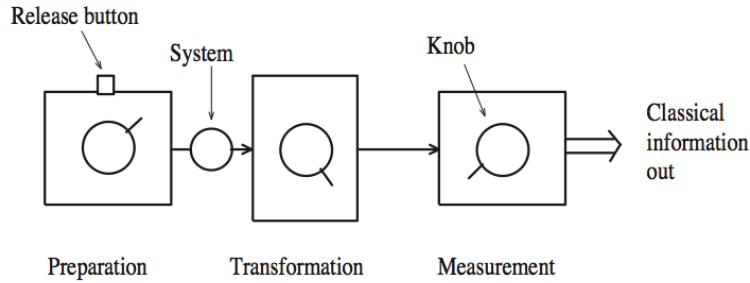 Release button
System
Knob
Classical
information
out
Preparation
Transformation
Measurement